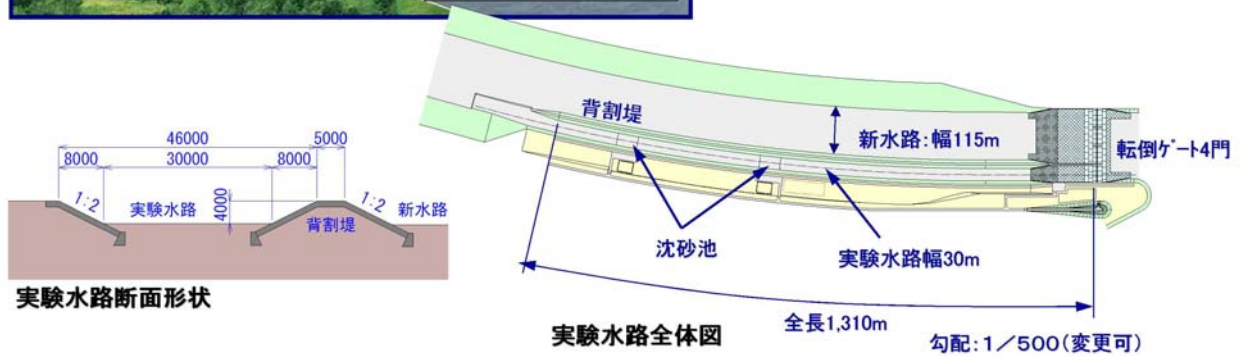 46000
5000
8000
30000
8000
1:2
実験水路
4000
1:2
新水路
背割堤
実験水路断面形状
背割堤
新水路:幅115m
転倒ゲート4門
沈砂池
実験水路幅30m
全長1,310m
実験水路全体図
勾配:1/500(変更可)